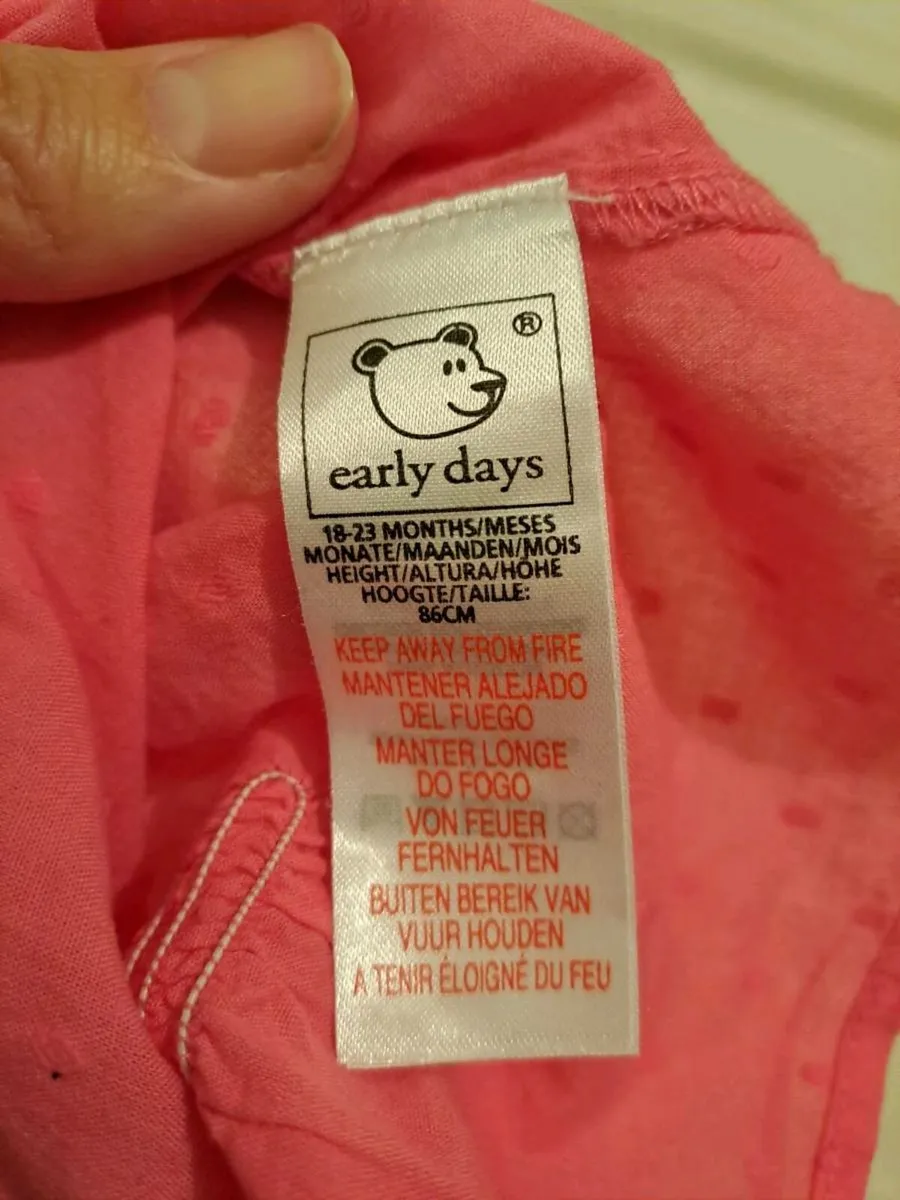 ®
early days
18-23 MONTHS/MESES
MONATE/MAANDEN/MOIS
HEIGHT/ALTURA/HÖHE
HOOGTE/TAILLE:
86CM
KEEP AWAY FROM FIRE
MANTENER ALEJADO
DEL FUEGO
MANTER LONGE
DO FOGO
VON FEUER
FERNHALTEN
BUITEN BEREIK VAN
VUUR HOUDEN
A TENIR ÉLOIGNÉ DU FEU